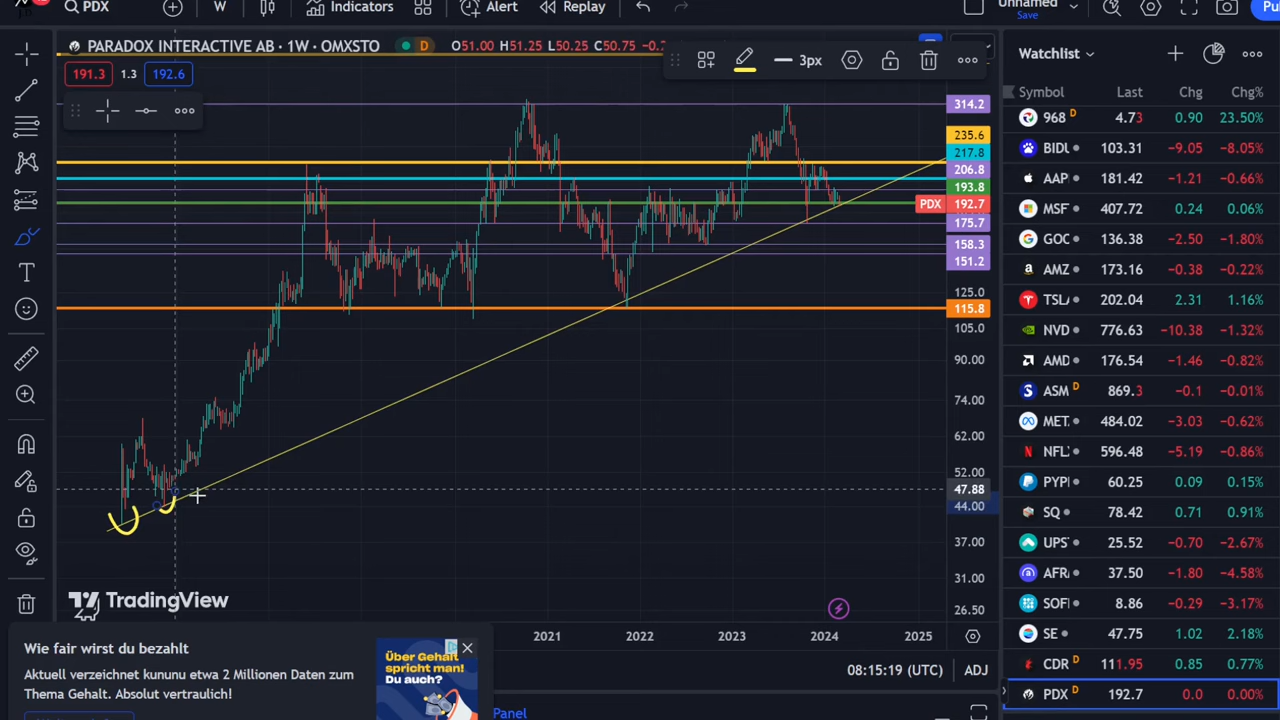 PDX W Indicators Alert Replay Unnamed
Save
PARADOX INTERACTIVE AB · 1W · OMXSTO D O51.00 H51.25 L50.25 C50.75
191.3 1.3 192.6
3px
314.2
235.6
217.8
206.8
193.8
PDX 192.7
175.7
158.3
151.2
125.0
115.8
105.0
90.00
74.00
62.00
52.00
47.88
44.00
37.00
31.00
26.50
2021 2022 2023 2024 2025
TradingView
08:15:19 (UTC) ADJ
Panel
Wie fair wirst du bezahlt
Aktuell verzeichnet kununu etwa 2 Millionen Daten zum
Thema Gehalt. Absolut vertraulich!
Über Gehalt
spricht man!
Du auch?
Watchlist
Symbol Last Chg Chg%
968 D 4.73 0.90 23.50%
BIDU 103.31 -9.05 -8.05%
AAP 181.42 -1.21 -0.66%
MSF 407.72 0.24 0.06%
GOO 136.38 -2.50 -1.80%
AMZ 173.16 -0.38 -0.22%
TSLA 202.04 2.31 1.16%
NVD 776.63 -10.38 -1.32%
AMD 176.54 -1.46 -0.82%
ASM D 869.3 -0.1 -0.01%
MET 484.02 -3.03 -0.62%
NFL 596.48 -5.19 -0.86%
PYP 60.25 0.09 0.15%
SQ 78.42 0.71 0.91%
UPS 25.52 -0.70 -2.67%
AFR 37.50 -1.80 -4.58%
SOFI 8.86 -0.29 -3.17%
SE 47.75 1.02 2.18%
CDR D 111.95 0.85 0.77%
PDX D 192.7 0.0 0.00%